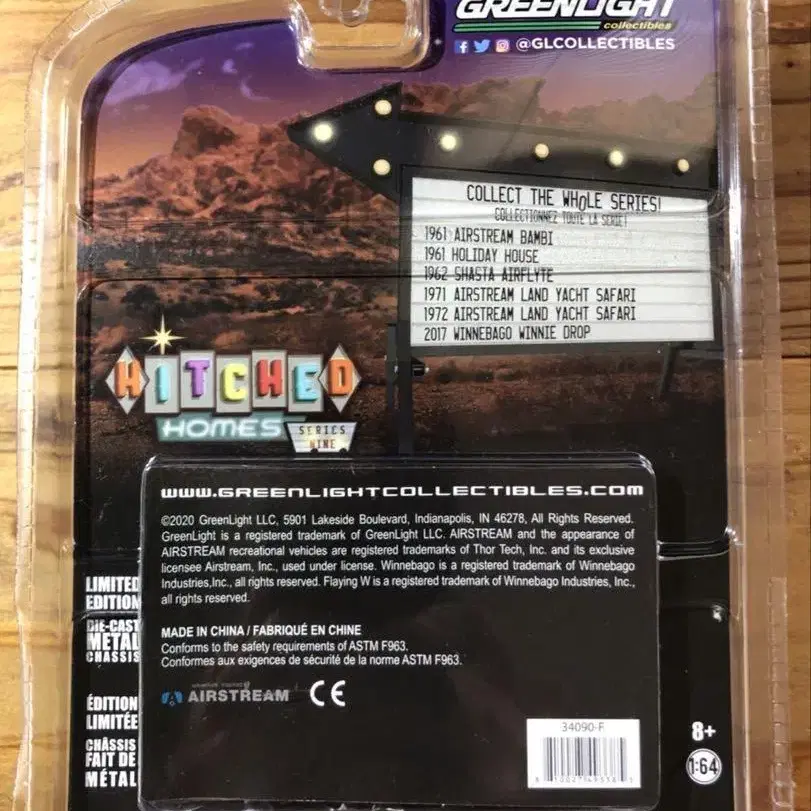 GREENLIGHT
collectibles
@GLCOLLECTIBLES
COLLECT THE WHOLE SERIES!
COLLECTIONNEZ TOUTE LA SÉRIE!
1961 AIRSTREAM BAMBI
1961 HOLIDAY HOUSE
1962 SHASTA AIRFLYTE
1971 AIRSTREAM LAND YACHT SAFARI
1972 AIRSTREAM LAND YACHT SAFARI
2017 WINNEBAGO WINNIE DROP
HITCHED
HOMES
SERIES
NINE
www.GREENLIGHTCOLLECTIBLES.COM
©2020 GreenLight LLC, 5901 Lakeside Boulevard, Indianapolis, IN 46278, All Rights Reserved.
GreenLight is a registered trademark of GreenLight LLC. AIRSTREAM and the appearance of
AIRSTREAM recreational vehicles are registered trademarks of Thor Tech, Inc. and its exclusive
licensee Airstream, Inc., used under license. Winnebago is a registered trademark of Winnebago
Industries,Inc., all rights reserved. Flaying W is a registered trademark of Winnebago Industries, Inc.,
all rights reserved.
MADE IN CHINA / FABRIQUÉ EN CHINE
Conforms to the safety requirements of ASTM F963.
Conformes aux exigences de sécurité de la norme ASTM F963.
AIRSTREAM CE
LIMITED
EDITION
DIE-CAST
METAL
CHASSIS
ÉDITION
LIMITÉE
CHÂSSIS
FAIT DE
MÉTAL
34090-F
8+
1:64